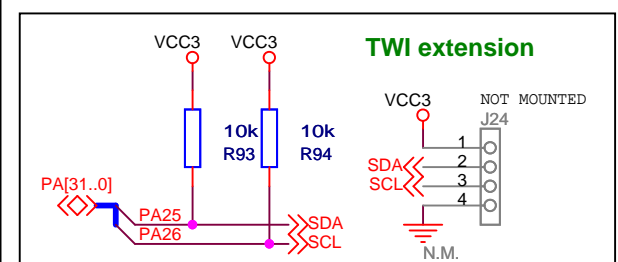 VCC3 VCC3 TWI extension
VCC3 NOT MOUNTED
J24
10k 10k
R93 R94
1
SDA 2
SCL 3
4
PA[31..0]
PA25 SDA
PA26 SCL
N.M.